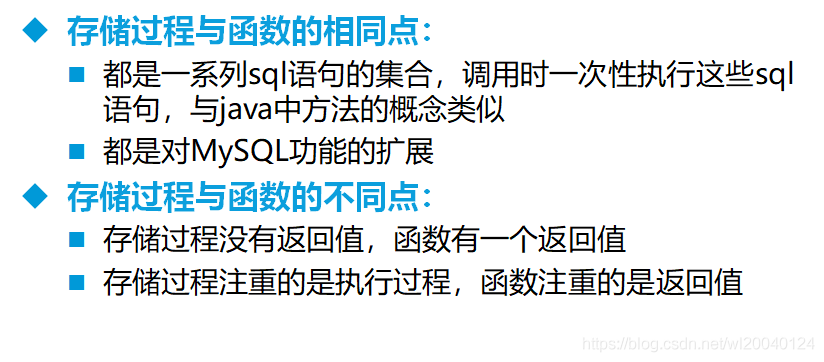 存储过程与函数的相同点：
都是一系列sql语句的集合，调用时一次性执行这些sql
语句，与java中方法的概念类似
都是对MySQL功能的扩展
存储过程与函数的不同点：
存储过程没有返回值，函数有一个返回值
存储过程注重的是执行过程，函数注重的是返回值
https://blog.csdn.net/wl20040124